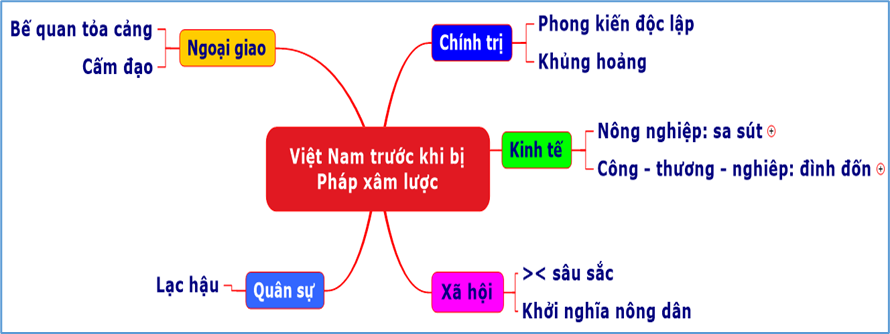 Bế quan tỏa cảng
Cấm đạo
Ngoại giao
Chính trị
Phong kiến độc lập
Khủng hoảng
Việt Nam trước khi bị
Pháp xâm lược
Kinh tế
Nông nghiệp: sa sút
Công - thương - nghiêp: đình đốn
Lạc hậu
Quân sự
Xã hội
>< sâu sắc
Khởi nghĩa nông dân